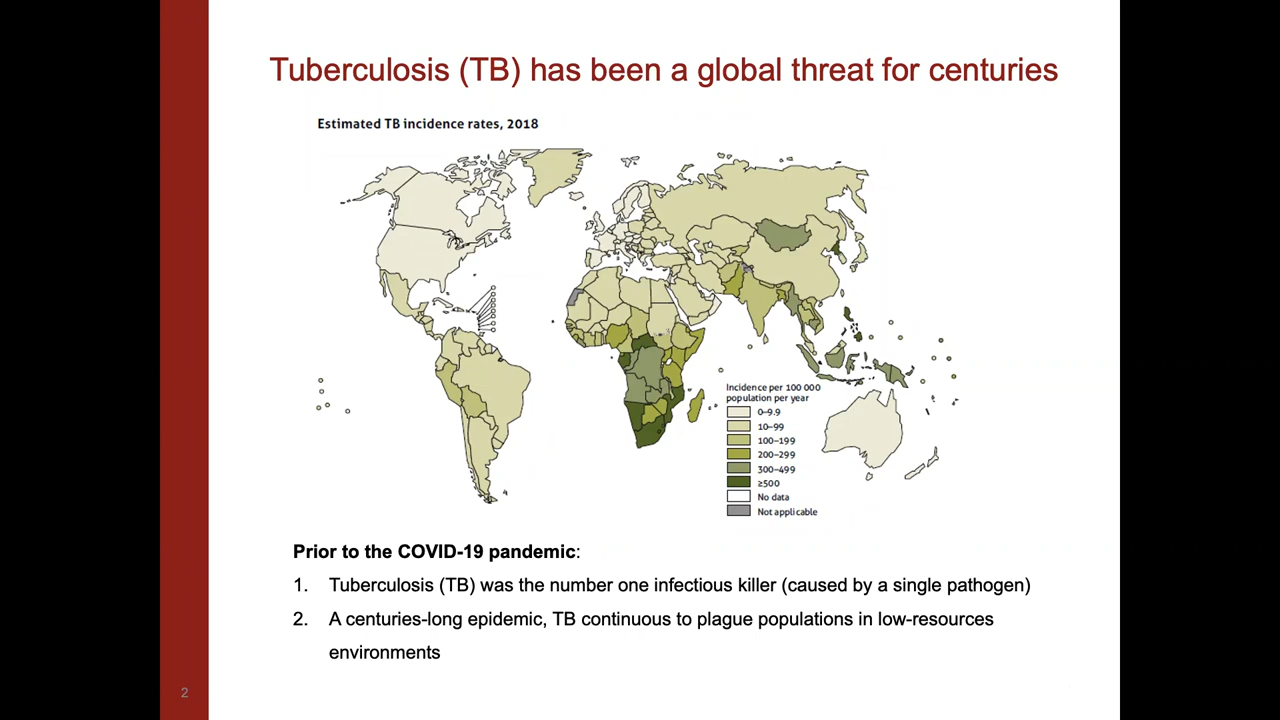 Tuberculosis (TB) has been a global threat for centuries
Estimated TB incidence rates, 2018
Incidence per 100 000
population per year
0–9.9
10–99
100–199
200–299
300–499
≥500
No data
Not applicable
Prior to the COVID-19 pandemic:
1. Tuberculosis (TB) was the number one infectious killer (caused by a single pathogen)
2. A centuries-long epidemic, TB continuous to plague populations in low-resources
environments
2